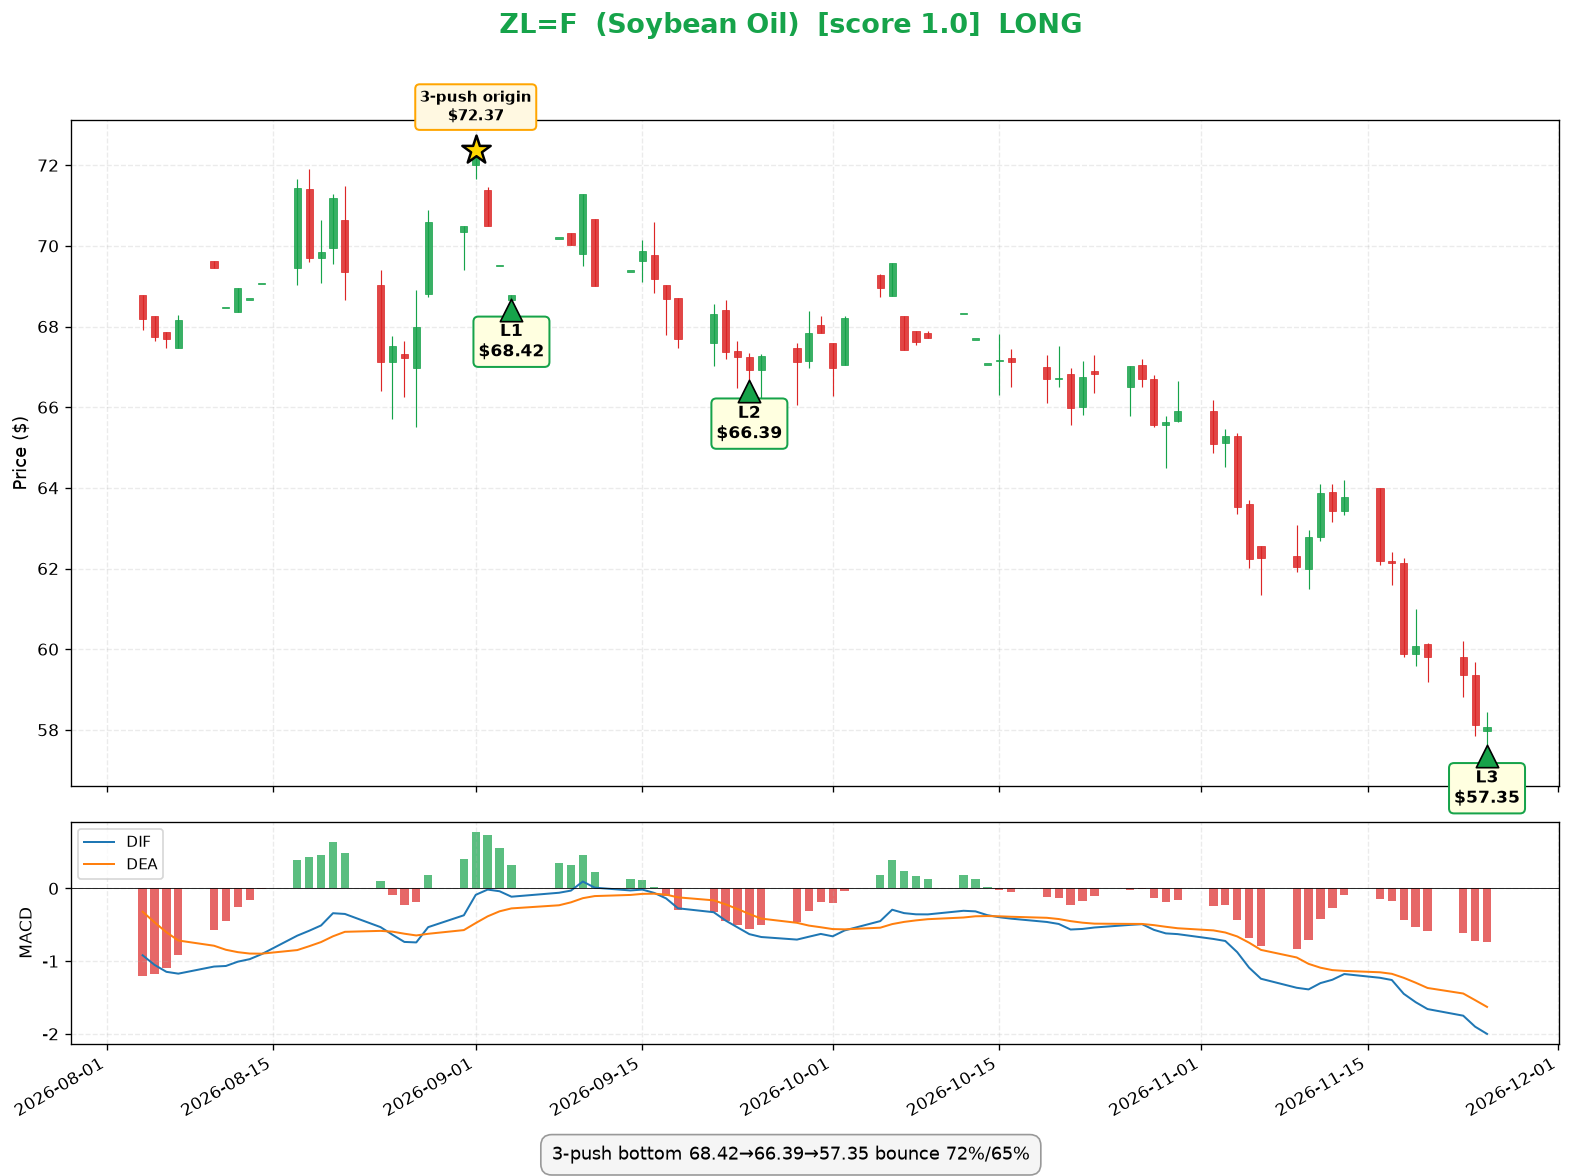 ZL=F  (Soybean Oil)  [score 1.0]  LONG
3-push origin
$72.37
72
70
68
66
64
62
60
58
Price ($)
L1
$68.42
L2
$66.39
L3
$57.35
DIF
DEA
0
-1
-2
MACD
2026-08-01
2026-08-15
2026-09-01
2026-09-15
2026-10-01
2026-10-15
2026-11-01
2026-11-15
2026-12-01
3-push bottom 68.42→66.39→57.35 bounce 72%/65%